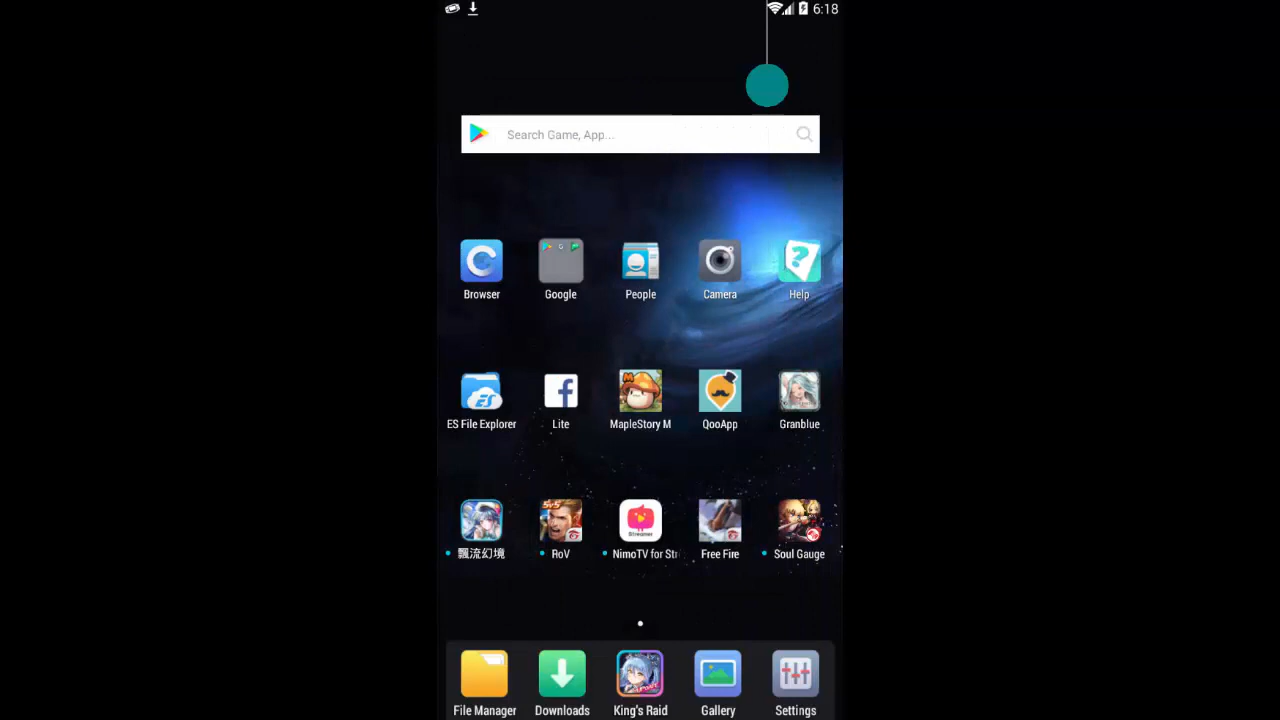 6:18
Search Game, App...
Browser
Google
People
Camera
Help
ES File Explorer
Lite
MapleStory M
QooApp
Granblue
飄流幻境
RoV
NimoTV for Str
Free Fire
Soul Gauge
File Manager
Downloads
King's Raid
Gallery
Settings